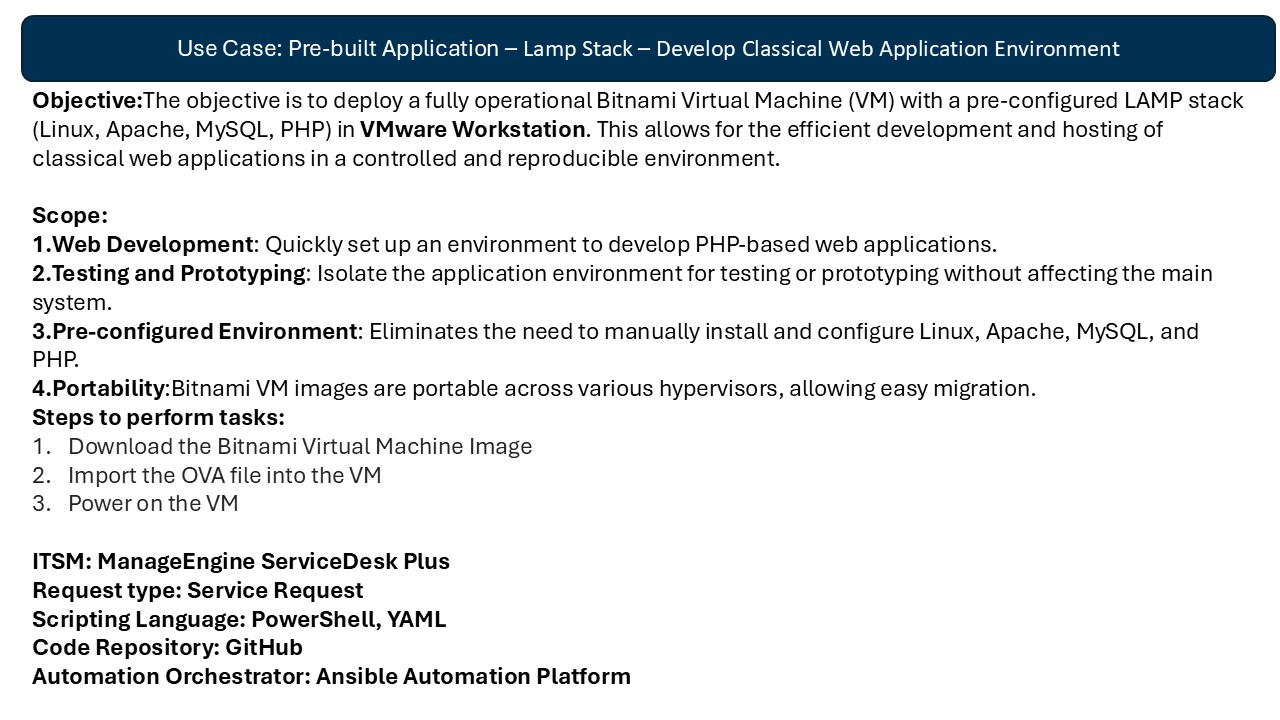 Use Case: Pre-built Application – Lamp Stack – Develop Classical Web Application Environment
Objective:The objective is to deploy a fully operational Bitnami Virtual Machine (VM) with a pre-configured LAMP stack
(Linux, Apache, MySQL, PHP) in VMware Workstation. This allows for the efficient development and hosting of
classical web applications in a controlled and reproducible environment.
Scope:
1.Web Development: Quickly set up an environment to develop PHP-based web applications.
2.Testing and Prototyping: Isolate the application environment for testing or prototyping without affecting the main
system.
3.Pre-configured Environment: Eliminates the need to manually install and configure Linux, Apache, MySQL, and
PHP.
4.Portability:Bitnami VM images are portable across various hypervisors, allowing easy migration.
Steps to perform tasks:
1. Download the Bitnami Virtual Machine Image
2. Import the OVA file into the VM
3. Power on the VM
ITSM: ManageEngine ServiceDesk Plus
Request type: Service Request
Scripting Language: PowerShell, YAML
Code Repository: GitHub
Automation Orchestrator: Ansible Automation Platform